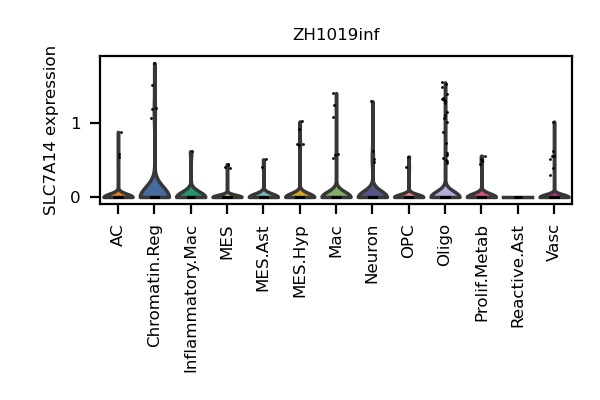 ZH1019inf
SLC7A14 expression
1
0
AC
Chromatin.Reg
Inflammatory.Mac
MES
MES.Ast
MES.Hyp
Mac
Neuron
OPC
Oligo
Prolif.Metab
Reactive.Ast
Vasc